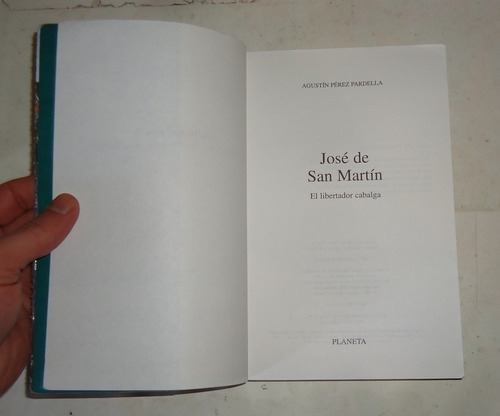 AGUSTÍN PÉREZ PARDELLA
José de
San Martín
El libertador cabalga
PLANETA